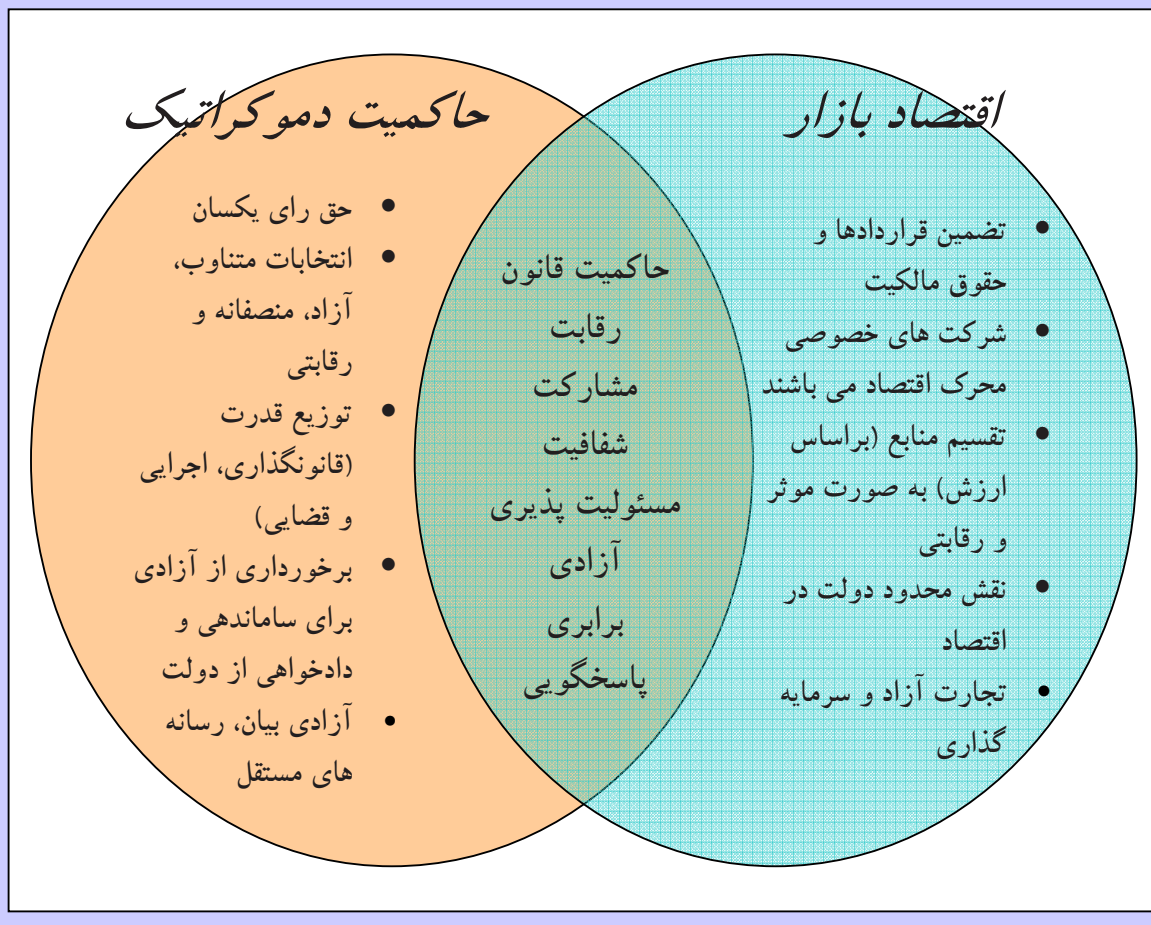 اقتصاد بازار
• تضمین قراردادها و
حقوق مالکیت
• شرکت های خصوصی
محرک اقتصاد می باشند
• تقسیم منابع (براساس
ارزش) به صورت موثر
و رقابتی
• نقش محدود دولت در
اقتصاد
• تجارت آزاد و سرمایه
گذاری
حاکمیت قانون
رقابت
مشارکت
شفافیت
مسئولیت پذیری
آزادی
برابری
پاسخگویی
حاکمیت دموکراتیک
• حق رای یکسان
• انتخابات متناوب،
آزاد، منصفانه و
رقابتی
• توزیع قدرت
(قانونگذاری، اجرایی
و قضایی)
• برخورداری از آزادی
برای ساماندهی و
دادخواهی از دولت
• آزادی بیان، رسانه
های مستقل